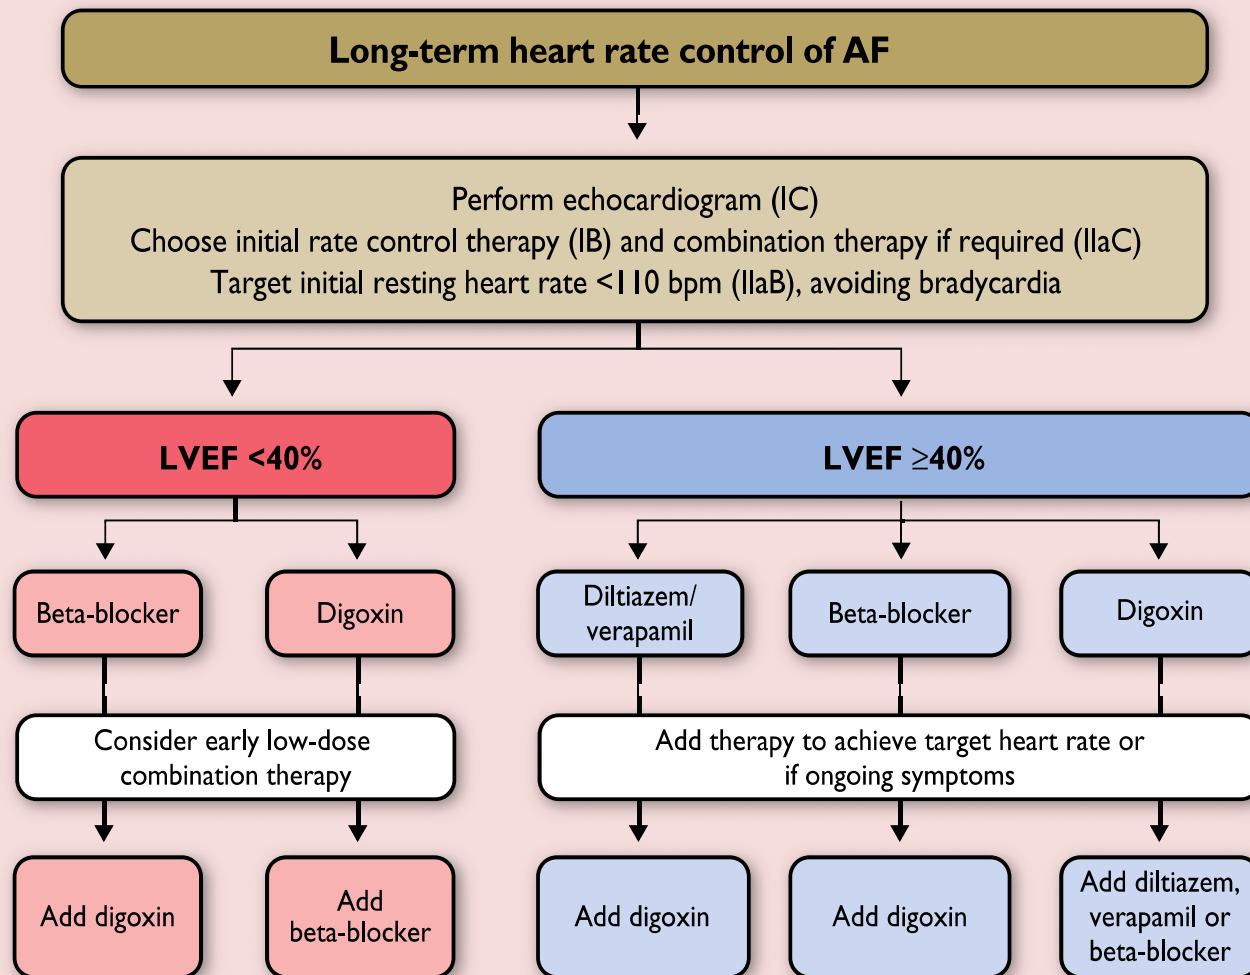 Long-term heart rate control of AF
Perform echocardiogram (IC)
Choose initial rate control therapy (IB) and combination therapy if required (IIaC)
Target initial resting heart rate <110 bpm (IIaB), avoiding bradycardia
LVEF <40%
LVEF ≥40%
Beta-blocker
Digoxin
Diltiazem/
verapamil
Beta-blocker
Digoxin
Consider early low-dose
combination therapy
Add therapy to achieve target heart rate or
if ongoing symptoms
Add digoxin
Add
beta-blocker
Add digoxin
Add digoxin
Add diltiazem,
verapamil or
beta-blocker